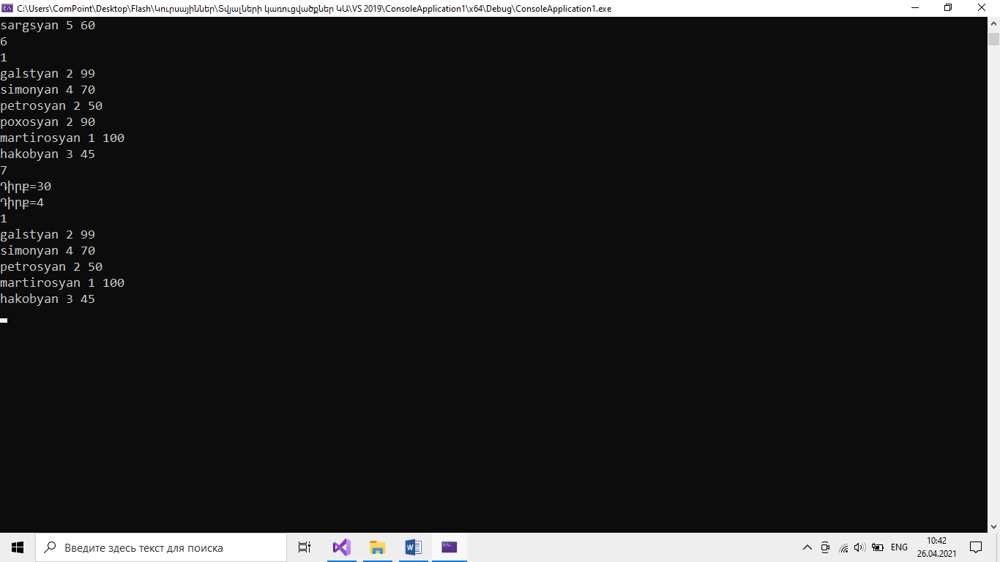 C:\Users\ComPoint\Desktop\Flash\Կուրսայիններ\Տվյալների կառուցվածքներ ԿԱ\VS 2019\ConsoleApplication1\x64\Debug\ConsoleApplication1.exe
sargsyan 5 60
6
1
galstyan 2 99
simonyan 4 70
petrosyan 2 50
poxosyan 2 90
martirosyan 1 100
hakobyan 3 45
7
Դիրք=30
Դիրք=4
1
galstyan 2 99
simonyan 4 70
petrosyan 2 50
martirosyan 1 100
hakobyan 3 45
Введите здесь текст для поиска
ENG
10:42
26.04.2021